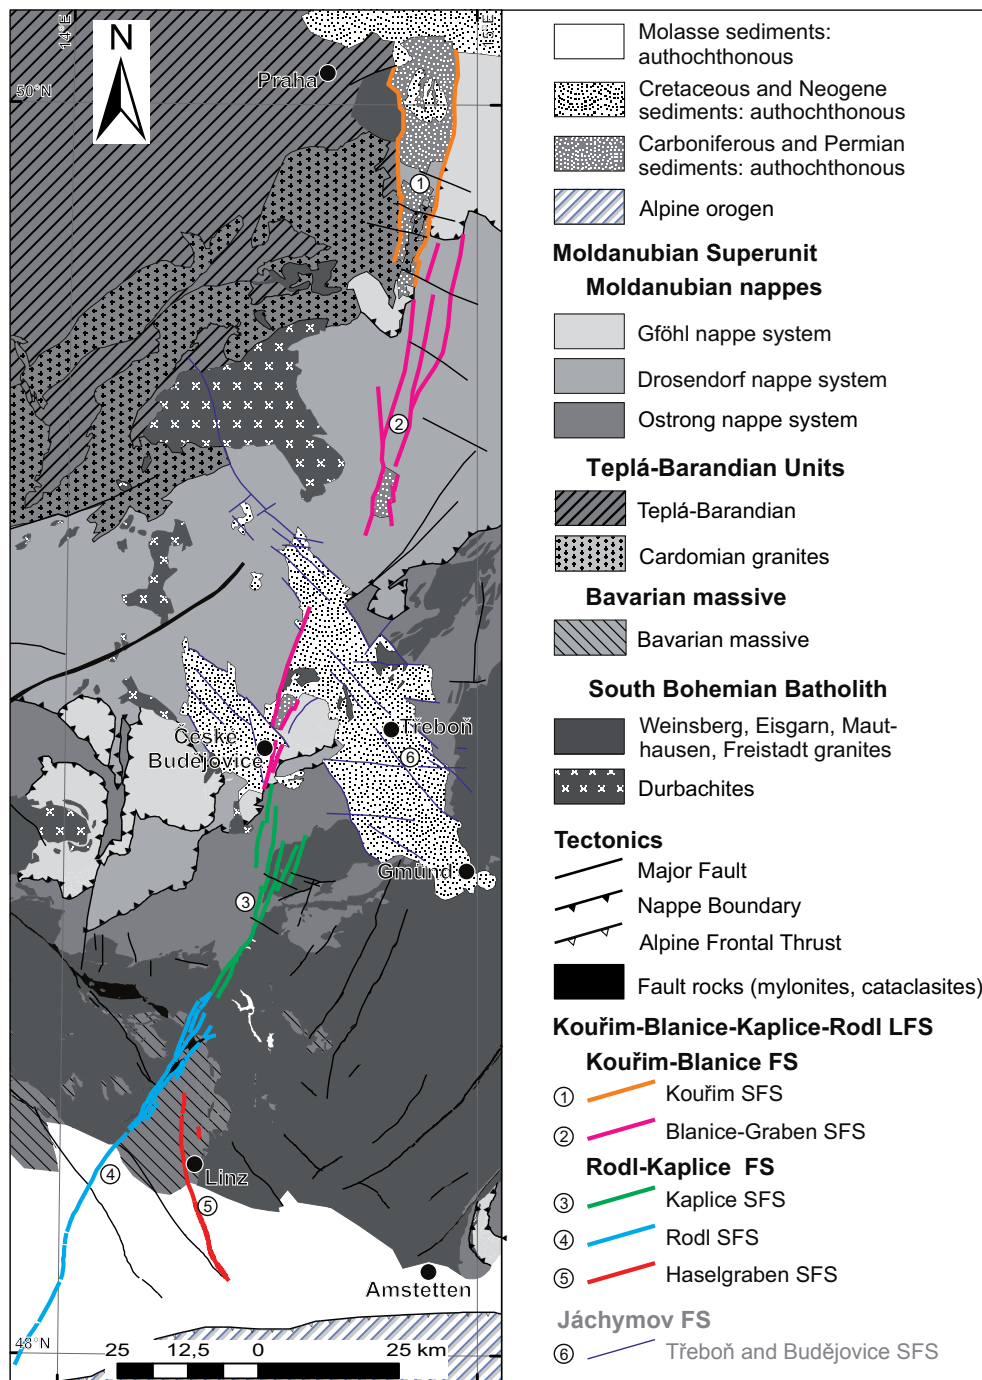 14°E
15°E
N
Praha
50°N
1
2
České
Budějovice
Třeboň
6
Gmünd
3
4
Linz
5
Amstetten
48°N
25 12,5 0 25 km
Molasse sediments:
authochthonous
Cretaceous and Neogene
sediments: authochthonous
Carboniferous and Permian
sediments: authochthonous
Alpine orogen
Moldanubian Superunit
Moldanubian nappes
Gföhl nappe system
Drosendorf nappe system
Ostrong nappe system
Teplá-Barandian Units
Teplá-Barandian
Cardomian granites
Bavarian massive
Bavarian massive
South Bohemian Batholith
Weinsberg, Eisgarn, Maut-
hausen, Freistadt granites
Durbachites
Tectonics
Major Fault
Nappe Boundary
Alpine Frontal Thrust
Fault rocks (mylonites, cataclasites)
Kouřim-Blanice-Kaplice-Rodl LFS
Kouřim-Blanice FS
1 Kouřim SFS
2 Blanice-Graben SFS
Rodl-Kaplice FS
3 Kaplice SFS
4 Rodl SFS
5 Haselgraben SFS
Jáchymov FS
6 Třeboň and Budějovice SFS